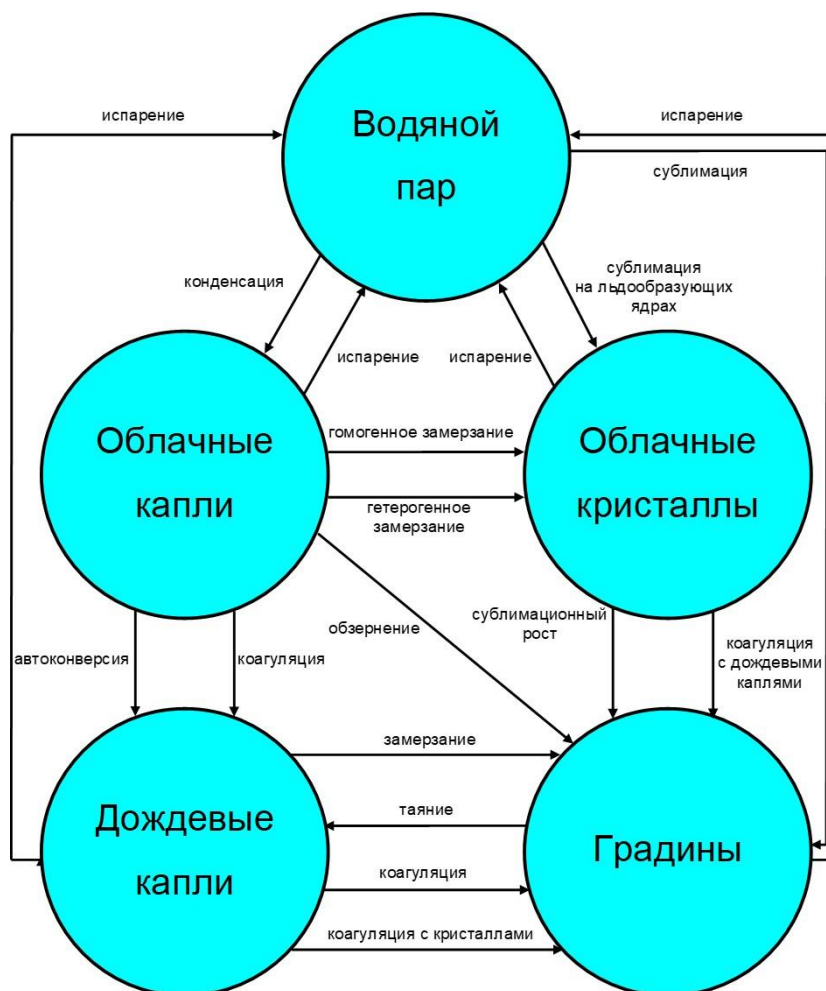 испарение
Водяной
пар
испарение
сублимация
конденсация
сублимация
на льдообразующих
ядрах
испарение
испарение
Облачные
капли
гомогенное замерзание
гетерогенное
замерзание
Облачные
кристаллы
автоконверсия
коагуляция
обзернение
сублимационный
рост
коагуляция
с дождевыми
каплями
Дождевые
капли
замерзание
таяние
коагуляция
коагуляция с кристаллами
Градины